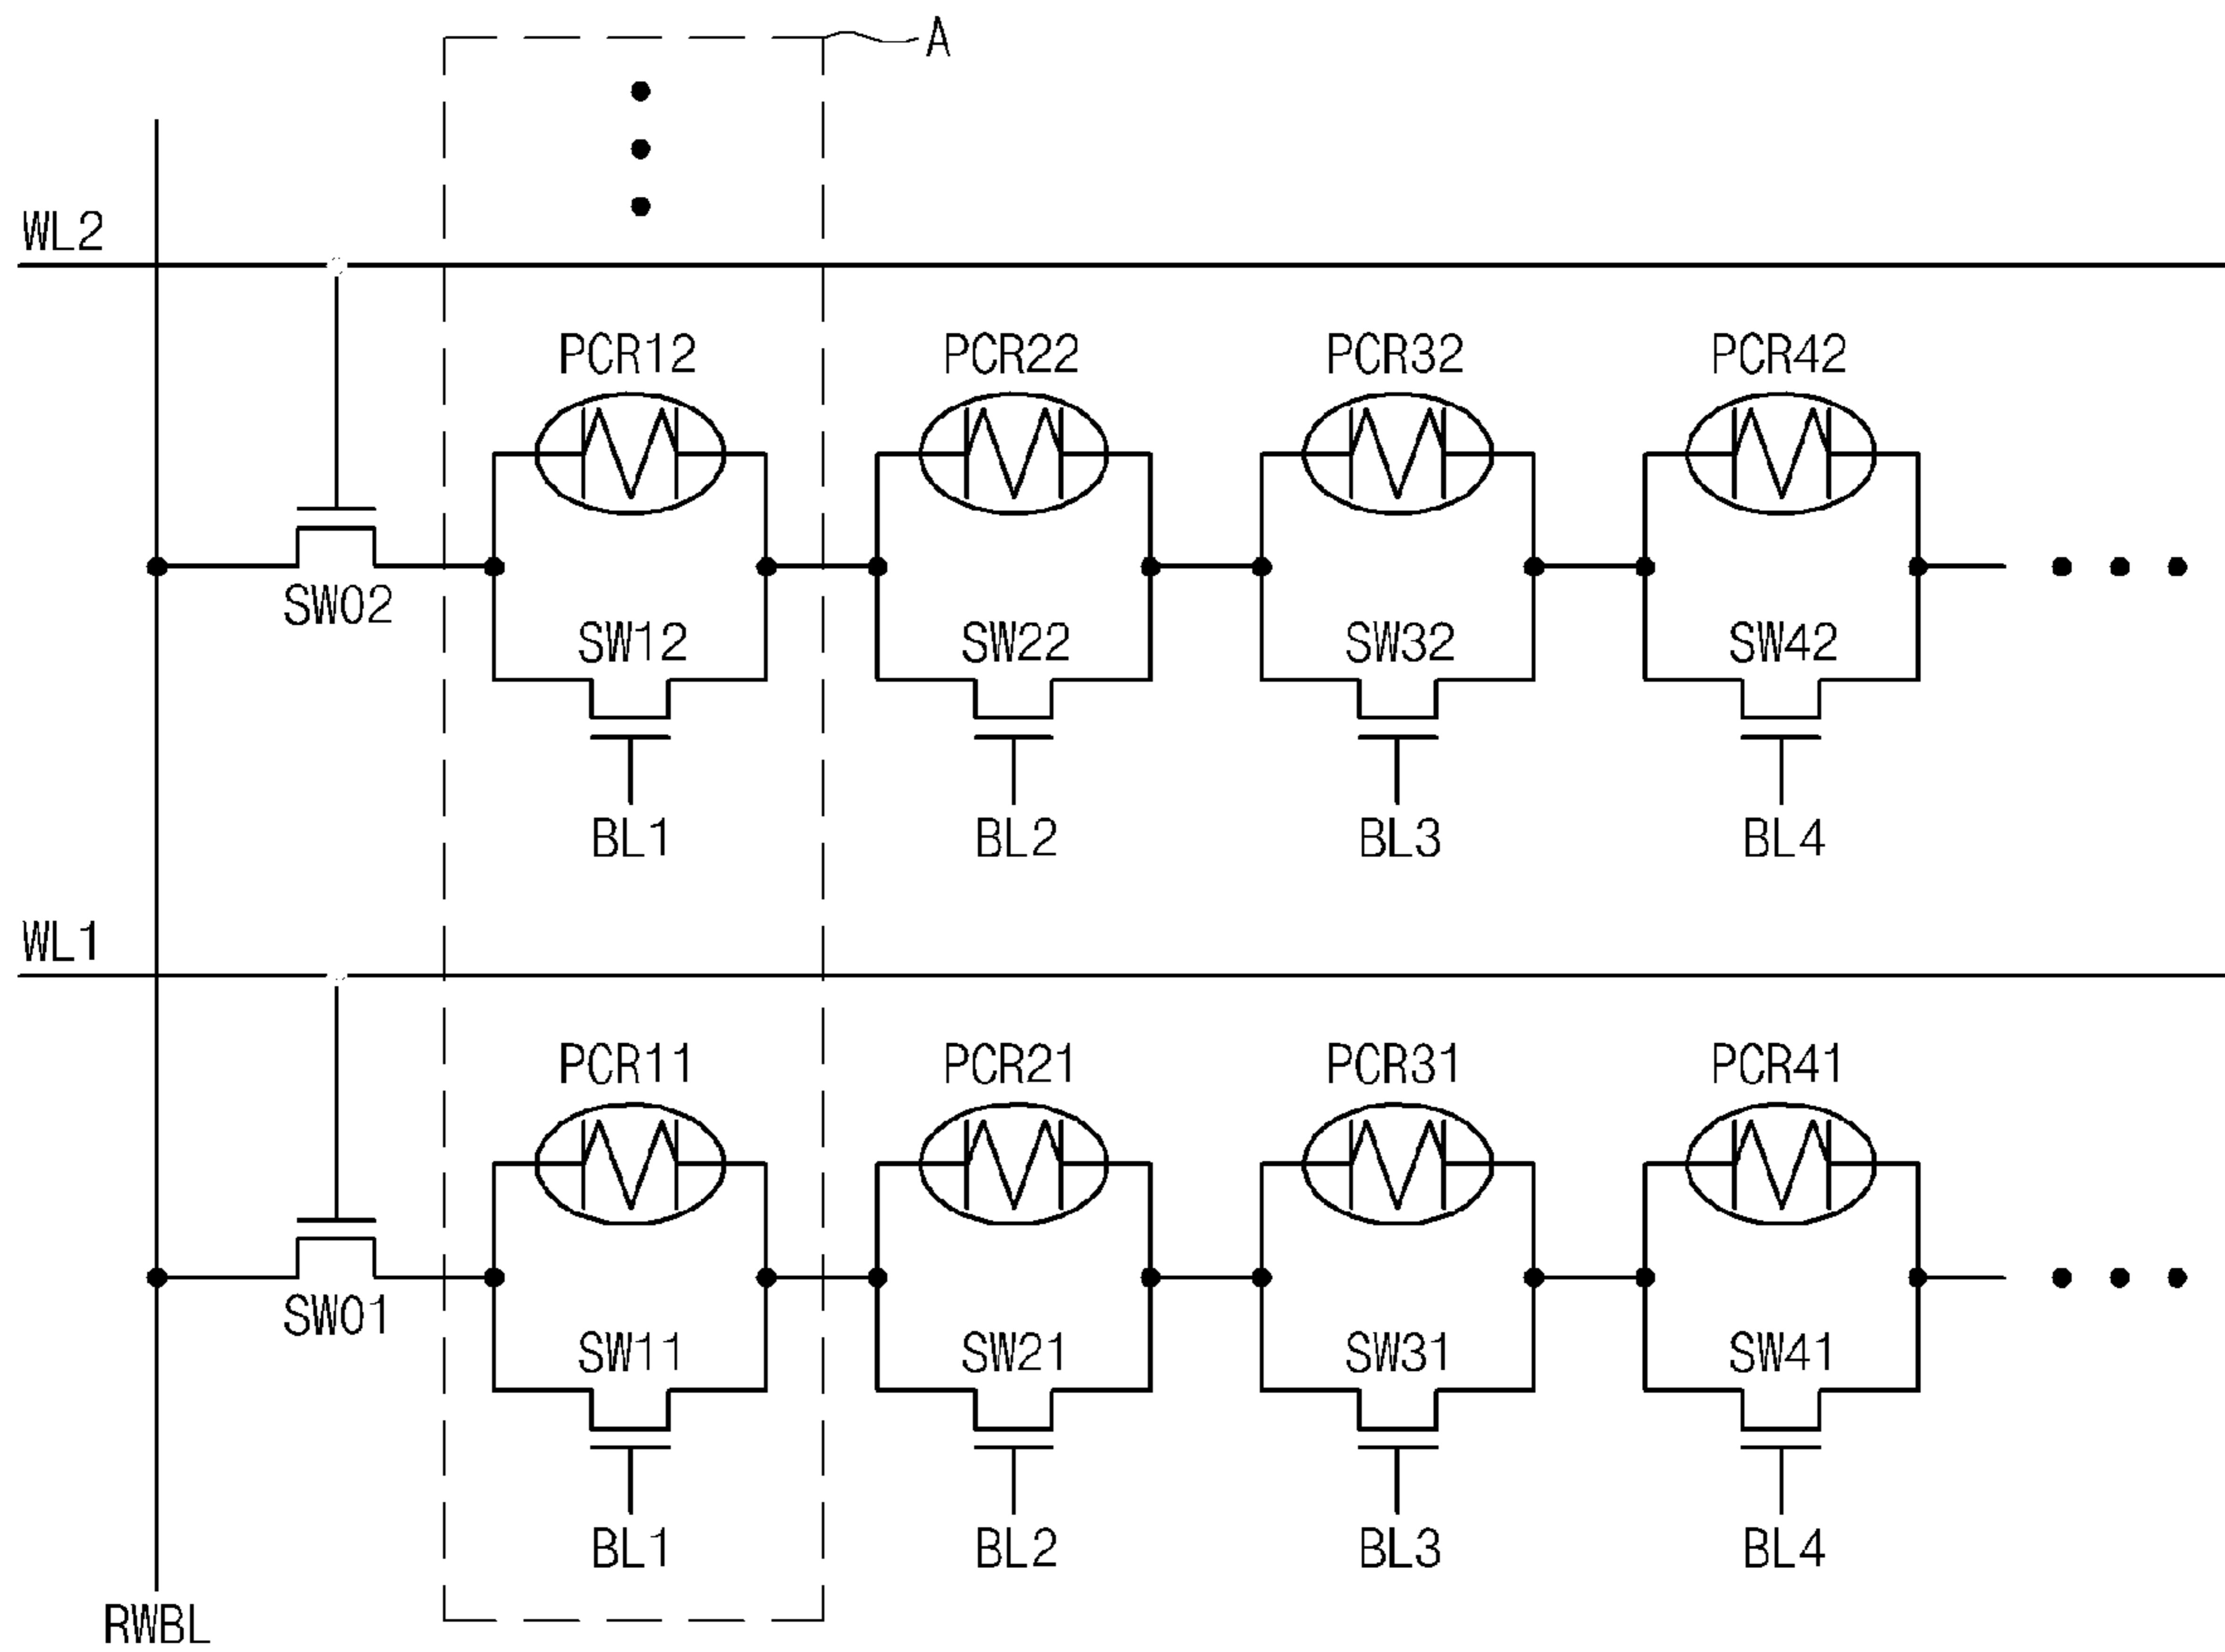 A
WL2
PCR12 PCR22 PCR32 PCR42
SW02
SW12 SW22 SW32 SW42
BL1 BL2 BL3 BL4
WL1
PCR11 PCR21 PCR31 PCR41
SW01
SW11 SW21 SW31 SW41
BL1 BL2 BL3 BL4
RWBL